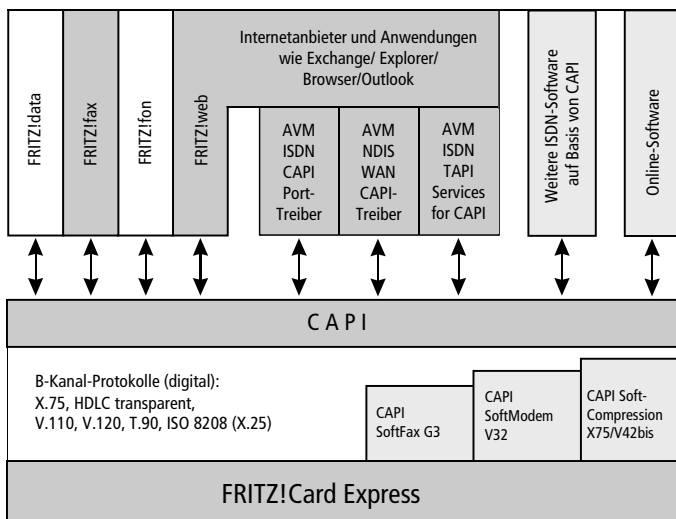 FRITZ!data
FRITZ!fax
FRITZ!fon
FRITZ!web
Internetanbieter und Anwendungen
wie Exchange/ Explorer/
Browser/Outlook
AVM
ISDN
CAPI
Port-
Treiber
AVM
NDIS
WAN
CAPI-
Treiber
AVM
ISDN
TAPI
Services
for CAPI
Weitere ISDN-Software
auf Basis von CAPI
Online-Software
CAPI
B-Kanal-Protokolle (digital):
X.75, HDLC transparent,
V.110, V.120, T.90, ISO 8208 (X.25)
CAPI
SoftFax G3
CAPI
SoftModem
V32
CAPI Soft-
Compression
X75/V42bis
FRITZ!Card Express